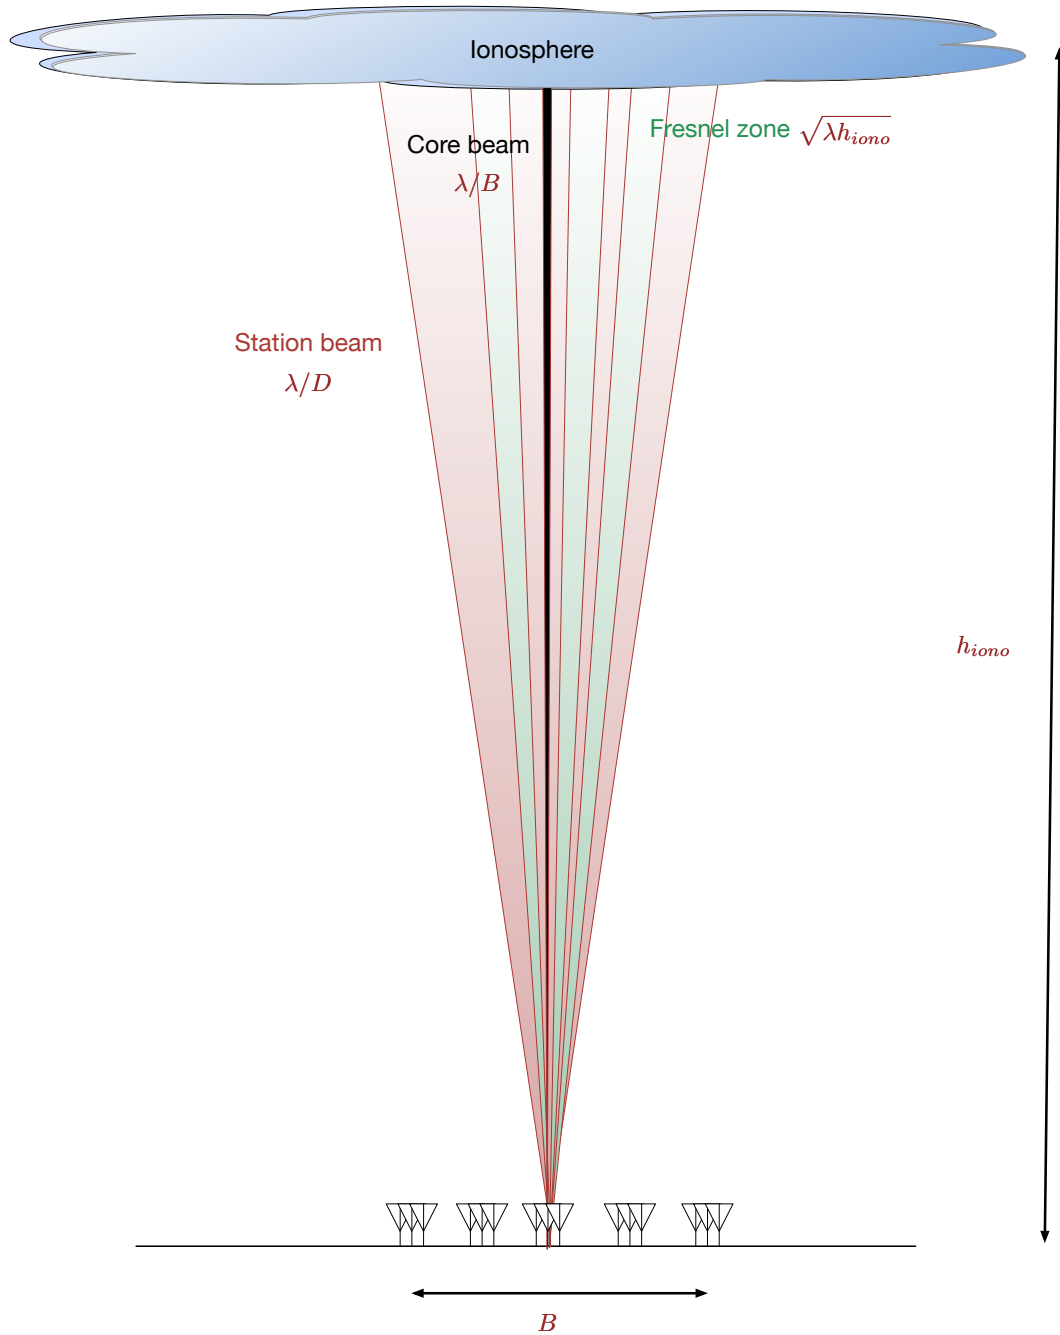 Ionosphere
Fresnel zone √λh_iono
Core beam
λ/B
Station beam
λ/D
h_iono
B